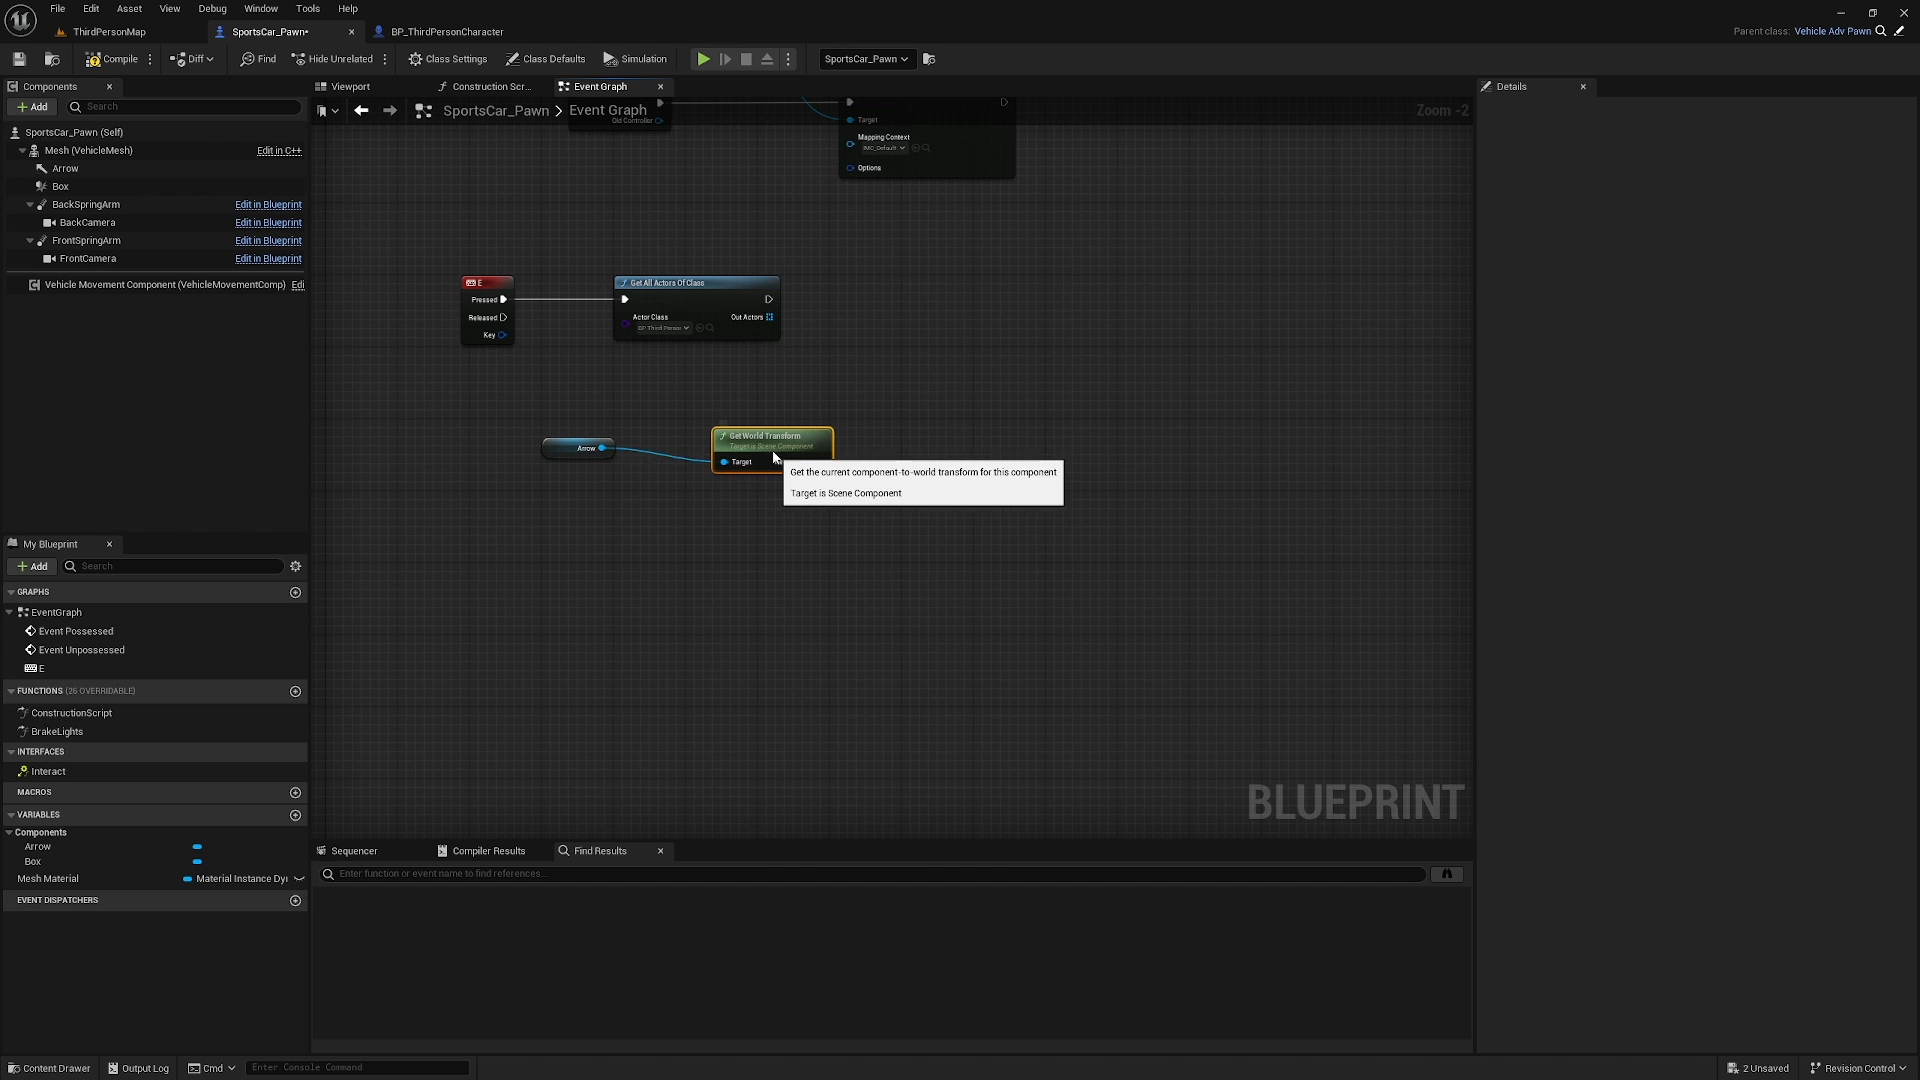 File Edit Asset View Window Debug Tools Help
ThirdPersonMap SportsCar_Pawn• BP_ThirdPersonCharacter Parent class: Vehicle Adv Pawn
Compile Diff Find Hide Unrelated Class Settings Class Defaults Simulation SportsCar_Pawn
Components Viewport Construction Scr... Event Graph Details
Add Search SportsCar_Pawn > Event Graph Zoom -2
SportsCar_Pawn (Self)
Mesh (VehicleMesh) Edit in C++
Arrow
Box
BackSpringArm Edit in Blueprint
BackCamera Edit in Blueprint
FrontSpringArm Edit in Blueprint
FrontCamera Edit in Blueprint
Vehicle Movement Component (VehicleMovementComp) Edi
Old Controller
Target
Mapping Context
IMC_Default
Options
E
Pressed
Released
Key
Get All Actors Of Class
Actor Class Out Actors
BP Third Person
Arrow
Get World Transform
Target is Scene Component
Target
Get the current component-to-world transform for this component
Target is Scene Component
BLUEPRINT
My Blueprint
Add Search
GRAPHS
EventGraph
Event Possessed
Event Unpossessed
E
FUNCTIONS (26 OVERRIDABLE)
ConstructionScript
BrakeLights
INTERFACES
Interact
MACROS
VARIABLES
Components
Arrow
Box
Mesh Material Material Instance Dyn
EVENT DISPATCHERS
Sequencer Compiler Results Find Results
Enter function or event name to find references...
Content Drawer Output Log Cmd Enter Console Command 2 Unsaved Revision Control